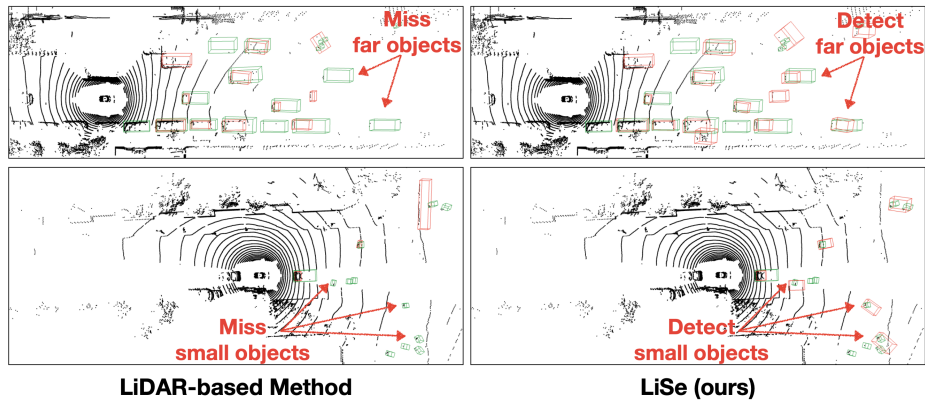 Miss
far objects
Detect
far objects
Miss
small objects
Detect
small objects
LiDAR-based Method
LiSe (ours)